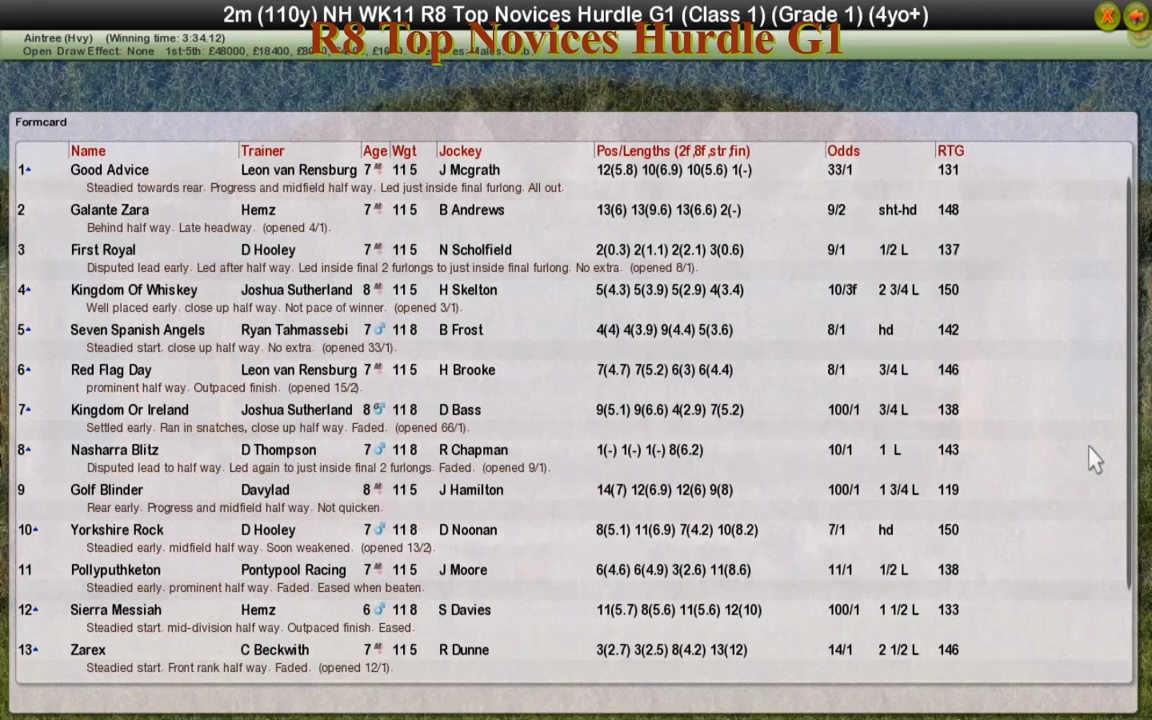 2m (110y) NH WK11 R8 Top Novices Hurdle G1 (Class 1) (Grade 1) (4yo+)
R8 Top Novices Hurdle G1
Aintree (Hvy) (Winning time: 3:34.12)
Open Draw Effect: None 1st-5th: £48000, £18400,
Formcard
Name Trainer Age Wgt Jockey Pos/Lengths (2f,8f,str,fin) Odds RTG
1 Good Advice Leon van Rensburg 7 11 5 J Mcgrath 12(5.8) 10(6.9) 10(5.6) 1(-) 33/1 131
Steadied towards rear. Progress and midfield half way. Led just inside final furlong. All out.
2 Galante Zara Hemz 7 11 5 B Andrews 13(6) 13(9.6) 13(6.6) 2(-) 9/2 sht-hd 148
Behind half way. Late headway. (opened 4/1).
3 First Royal D Hooley 7 11 5 N Scholfield 2(0.3) 2(1.1) 2(2.1) 3(0.6) 9/1 1/2 L 137
Disputed lead early. Led after half way. Led inside final 2 furlongs to just inside final furlong. No extra. (opened 8/1).
4 Kingdom Of Whiskey Joshua Sutherland 8 11 5 H Skelton 5(4.3) 5(3.9) 5(2.9) 4(3.4) 10/3f 2 3/4 L 150
Well placed early. close up half way. Not pace of winner. (opened 3/1).
5 Seven Spanish Angels Ryan Tahmassebi 7 11 8 B Frost 4(4) 4(3.9) 9(4.4) 5(3.6) 8/1 hd 142
Steadied start. close up half way. No extra. (opened 33/1).
6 Red Flag Day Leon van Rensburg 7 11 5 H Brooke 7(4.7) 7(5.2) 6(3) 6(4.4) 8/1 3/4 L 146
prominent half way. Outpaced finish. (opened 15/2).
7 Kingdom Or Ireland Joshua Sutherland 8 11 8 D Bass 9(5.1) 9(6.6) 4(2.9) 7(5.2) 100/1 3/4 L 138
Settled early. Ran in snatches, close up half way. Faded. (opened 66/1).
8 Nasharra Blitz D Thompson 7 11 8 R Chapman 1(-) 1(-) 1(-) 8(6.2) 10/1 1 L 143
Disputed lead to half way. Led again to just inside final 2 furlongs. Faded. (opened 9/1).
9 Golf Blinder Davylad 8 11 5 J Hamilton 14(7) 12(6.9) 12(6) 9(8) 100/1 1 3/4 L 119
Rear early. Progress and midfield half way. Not quicken.
10 Yorkshire Rock D Hooley 7 11 8 D Noonan 8(5.1) 11(6.9) 7(4.2) 10(8.2) 7/1 hd 150
Steadied early. midfield half way. Soon weakened. (opened 13/2).
11 Pollyputhketon Pontypool Racing 7 11 5 J Moore 6(4.6) 6(4.9) 3(2.6) 11(8.6) 11/1 1/2 L 138
Steadied early. prominent half way. Faded. Eased when beaten.
12 Sierra Messiah Hemz 6 11 8 S Davies 11(5.7) 8(5.6) 11(5.6) 12(10) 100/1 1 1/2 L 133
Steadied start. mid-division half way. Outpaced finish. Eased.
13 Zarex C Beckwith 7 11 5 R Dunne 3(2.7) 3(2.5) 8(4.2) 13(12) 14/1 2 1/2 L 146
Steadied start. Front rank half way. Faded. (opened 12/1).